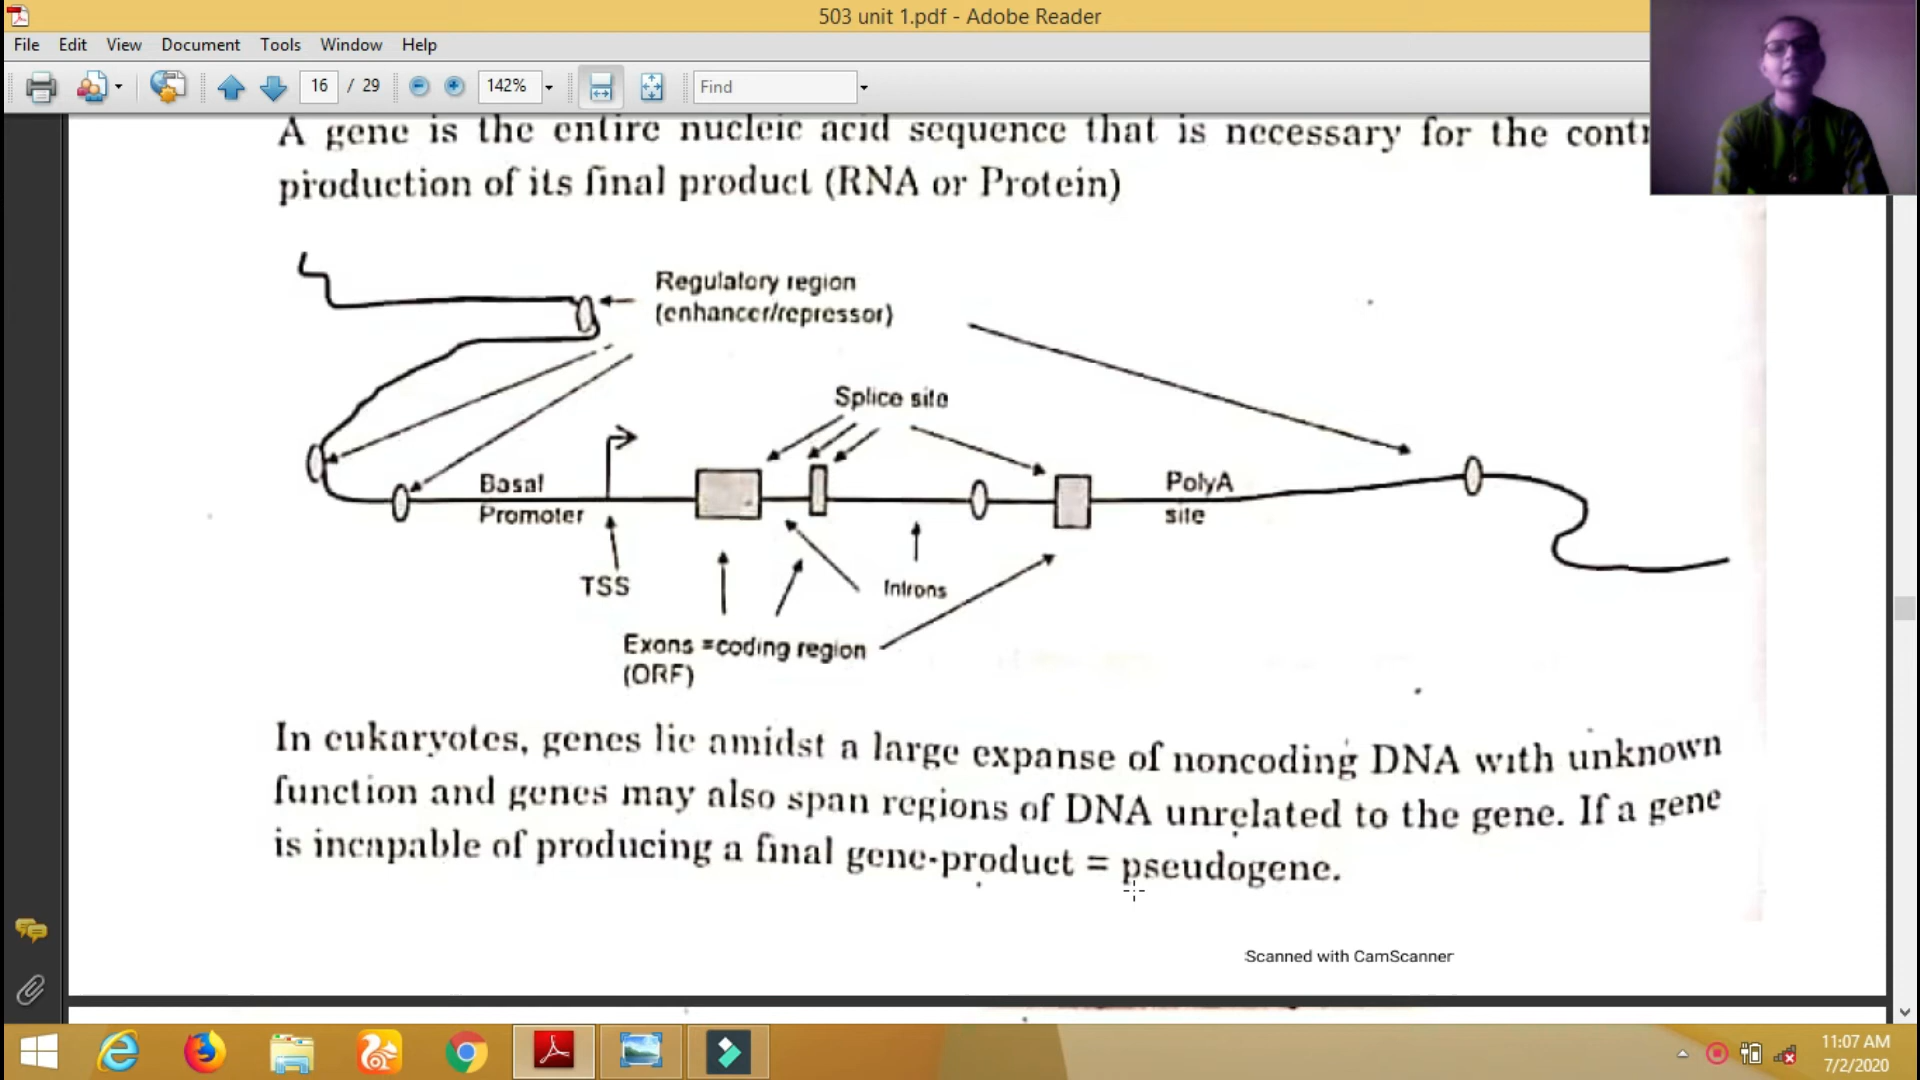 503 unit 1.pdf - Adobe Reader
File Edit View Document Tools Window Help
16 / 29 142% Find
A gene is the entire nucleic acid sequence that is necessary for the
production of its final product (RNA or Protein)
Regulatory region
(enhancer/repressor)
Splice site
Basal
Promoter
PolyA
site
TSS
Introns
Exons =coding region
(ORF)
In eukaryotes, genes lie amidst a large expanse of noncoding DNA with unknown
function and genes may also span regions of DNA unrelated to the gene. If a gene
is incapable of producing a final gene-product = pseudogene.
Scanned with CamScanner
11:07 AM
7/2/2020